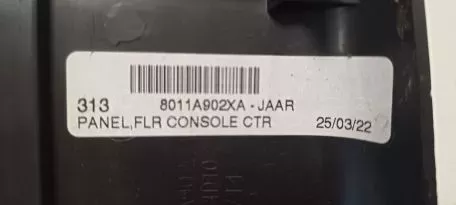 313 8011A902XA - JAAR
PANEL,FLR CONSOLE CTR 25/03/22